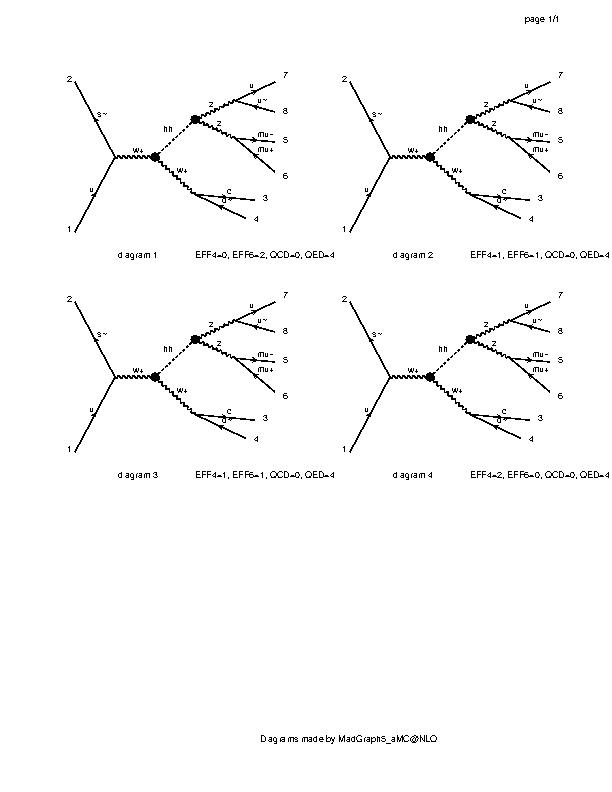 page 1/1
2
s~
u
1
w+
hh
z
z
u
u~
7
8
mu-
mu+
5
6
w+
c
d~
3
4
diagram 1 EFF4=0, EFF6=2, QCD=0, QED=4
2
s~
u
1
w+
hh
z
z
u
u~
7
8
mu-
mu+
5
6
w+
c
d~
3
4
diagram 2 EFF4=1, EFF6=1, QCD=0, QED=4
2
s~
u
1
w+
hh
z
z
u
u~
7
8
mu-
mu+
5
6
w+
c
d~
3
4
diagram 3 EFF4=1, EFF6=1, QCD=0, QED=4
2
s~
u
1
w+
hh
z
z
u
u~
7
8
mu-
mu+
5
6
w+
c
d~
3
4
diagram 4 EFF4=2, EFF6=0, QCD=0, QED=4
Diagrams made by MadGraph5_aMC@NLO